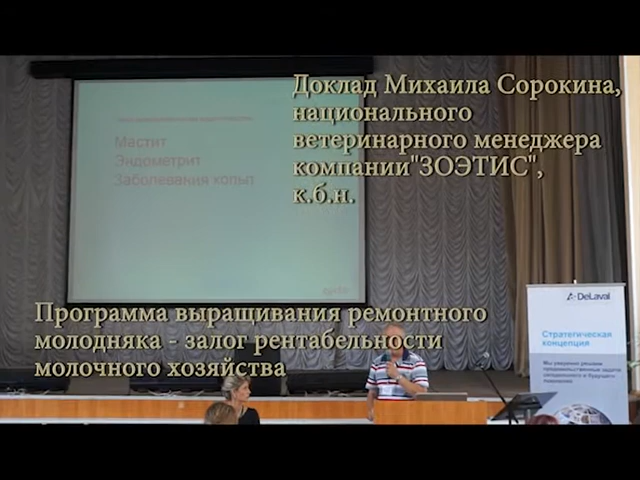 Доклад Михаила Сорокина,
национального
ветеринарного менеджера
компании"ЗОЭТИС",
к.б.н.
Мастит
Эндометрит
Заболевания копыт
Программа выращивания ремонтного
молодняка - залог рентабельности
молочного хозяйства
DeLaval
Стратегическая
концепция